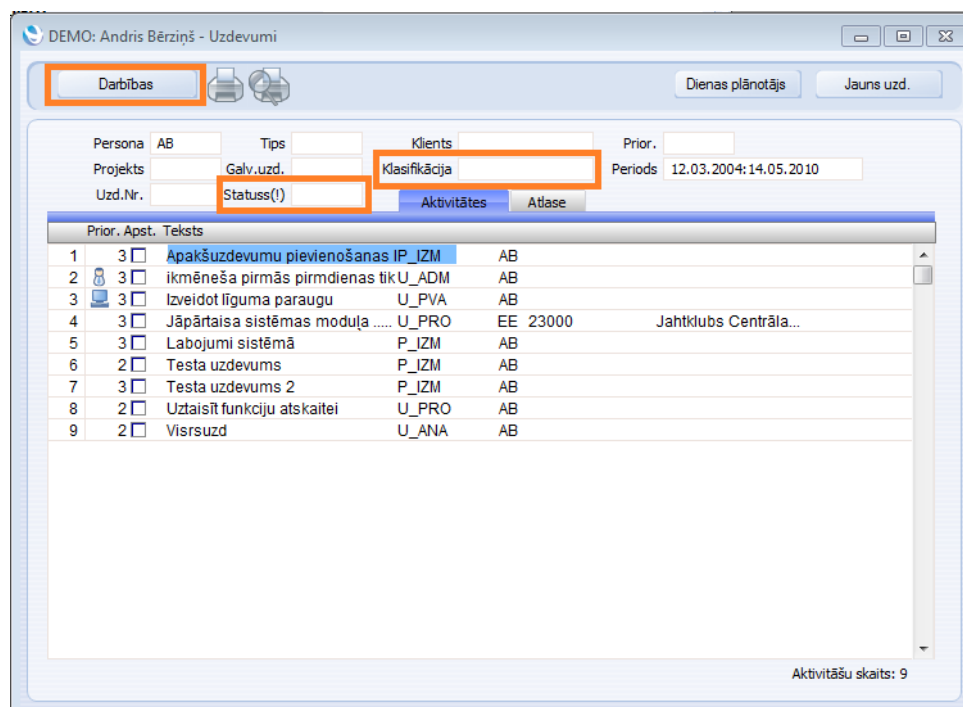 DEMO: Andris Bērziņš - Uzdevumi
Darbības Dienas plānotājs Jauns uzd.
Persona AB Tips Klients Prior.
Projekts Galv.uzd. Klasifikācija Periods 12.03.2004:14.05.2010
Uzd.Nr. Statuss(!) Aktivitātes Atlase
Prior. Apst. Teksts
1 3 Apakšuzdevumu pievienošanas IP_IZM AB
2 3 ikmēneša pirmās pirmdienas tik U_ADM AB
3 3 Izveidot līguma paraugu U_PVA AB
4 3 Jāpārtaisa sistēmas moduļa ..... U_PRO EE 23000 Jahtklubs Centrāla...
5 3 Labojumi sistēmā P_IZM AB
6 2 Testa uzdevums P_IZM AB
7 3 Testa uzdevums 2 P_IZM AB
8 2 Uztaisīt funkciju atskaitei U_PRO AB
9 2 Visrsuzd U_ANA AB
Aktivitāšu skaits: 9